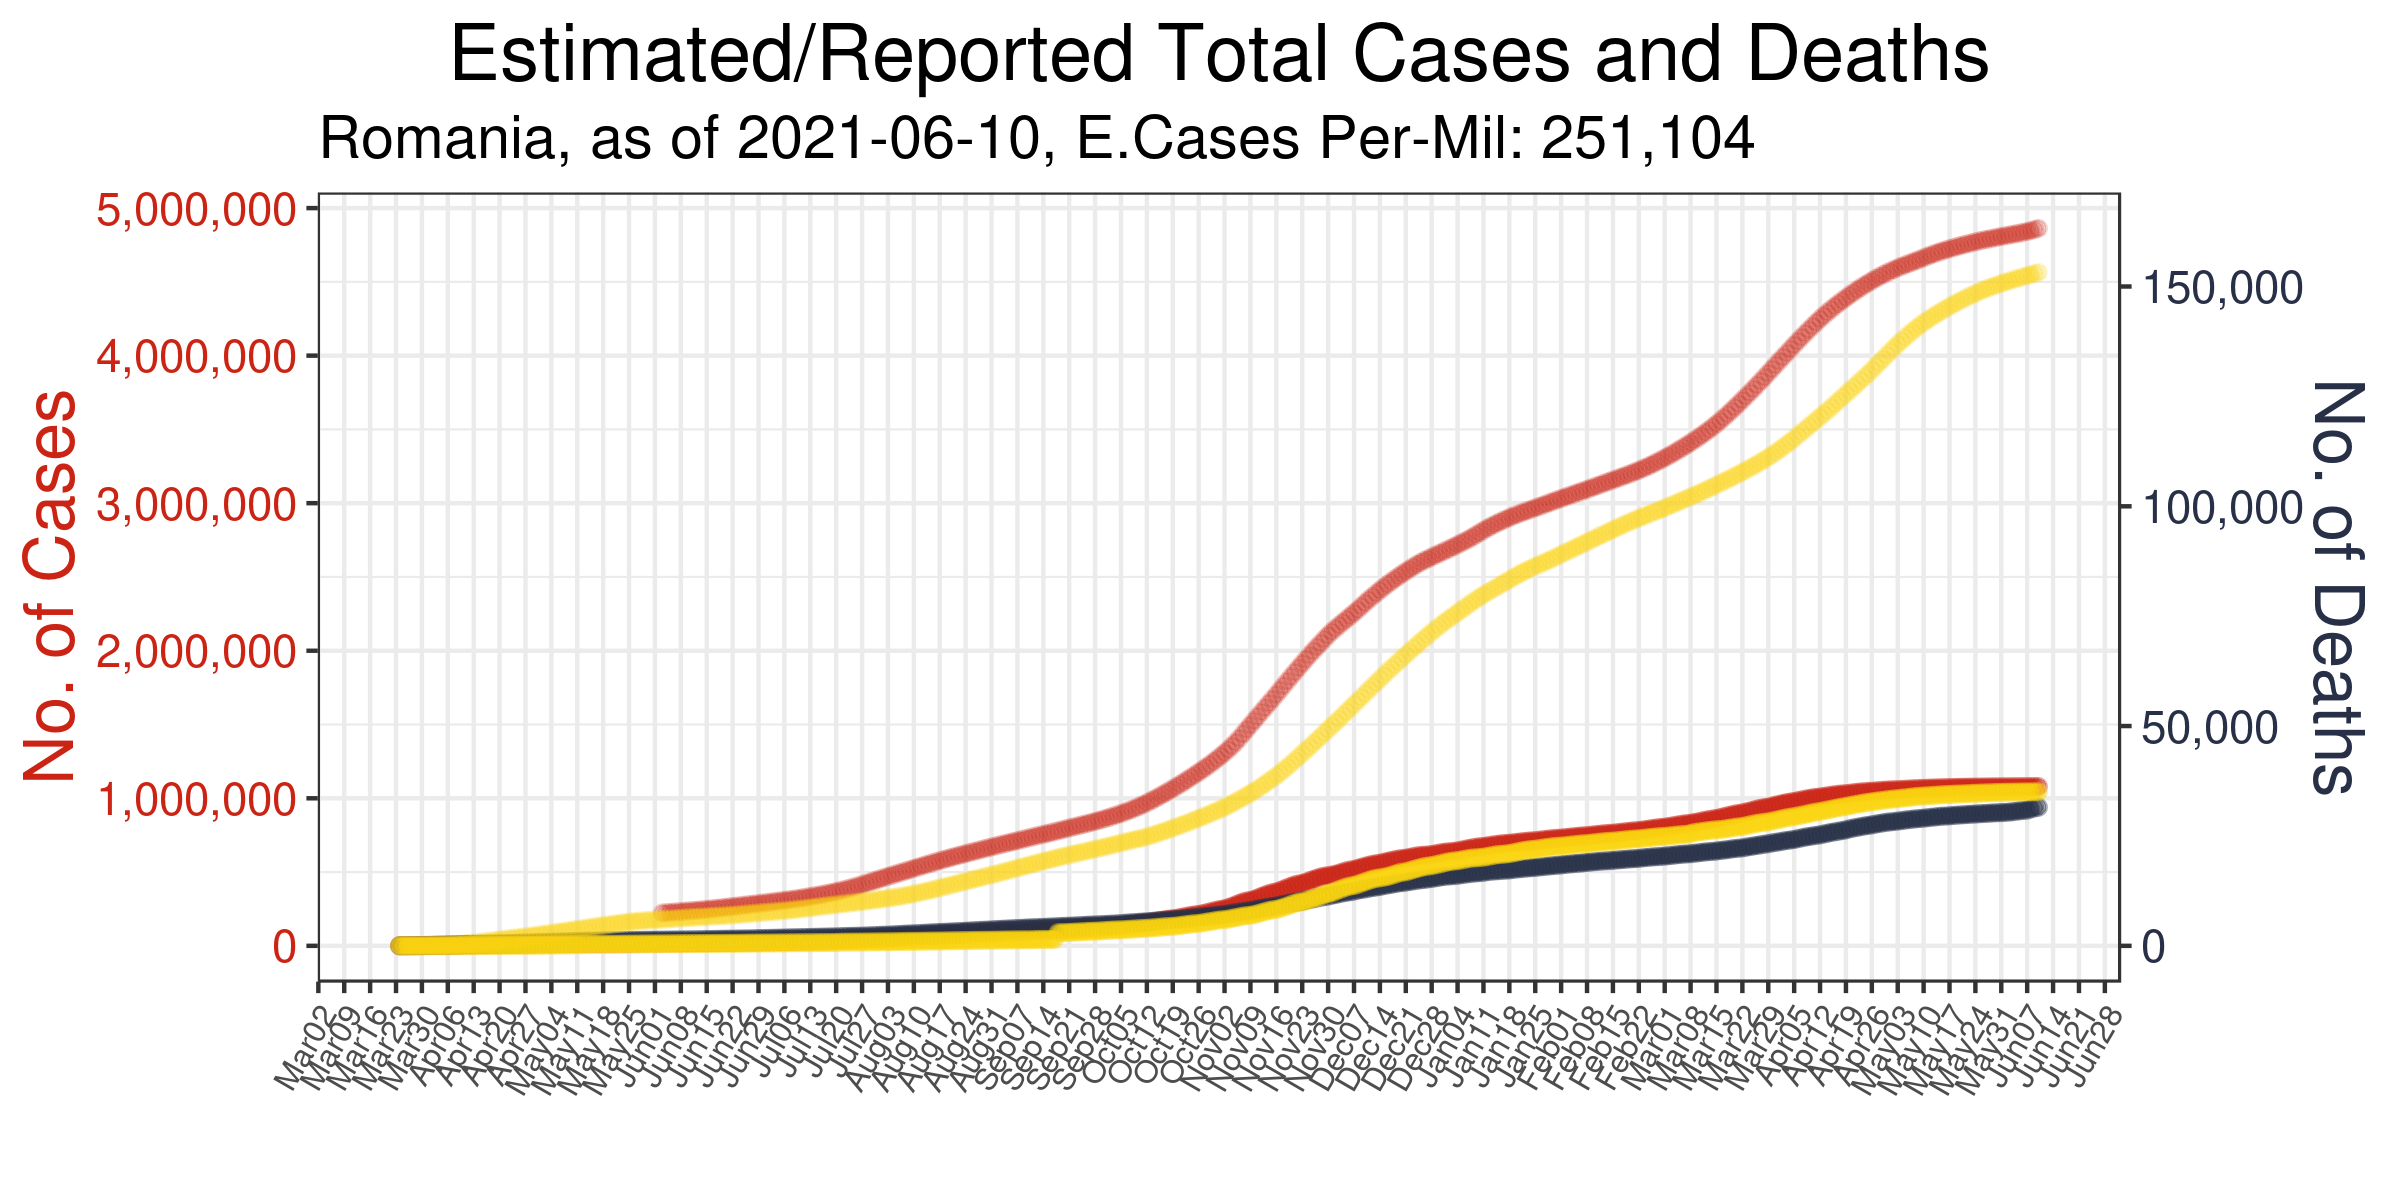 Estimated/Reported Total Cases and Deaths
Romania, as of 2021-06-10, E.Cases Per-Mil: 251,104
No. of Cases
5,000,000
4,000,000
3,000,000
2,000,000
1,000,000
0
150,000
100,000
50,000
0
No. of Deaths
Mar02
Mar09
Mar16
Mar23
Mar30
Apr06
Apr13
Apr20
Apr27
May04
May11
May18
May25
Jun01
Jun08
Jun15
Jun22
Jun29
Jul06
Jul13
Jul20
Jul27
Aug03
Aug10
Aug17
Aug24
Aug31
Sep07
Sep14
Sep21
Sep28
Oct05
Oct12
Oct19
Oct26
Nov02
Nov09
Nov16
Nov23
Nov30
Dec07
Dec14
Dec21
Dec28
Jan04
Jan11
Jan18
Jan25
Feb01
Feb08
Feb15
Feb22
Mar01
Mar08
Mar15
Mar22
Mar29
Apr05
Apr12
Apr19
Apr26
May03
May10
May17
May24
May31
Jun07
Jun14
Jun21
Jun28